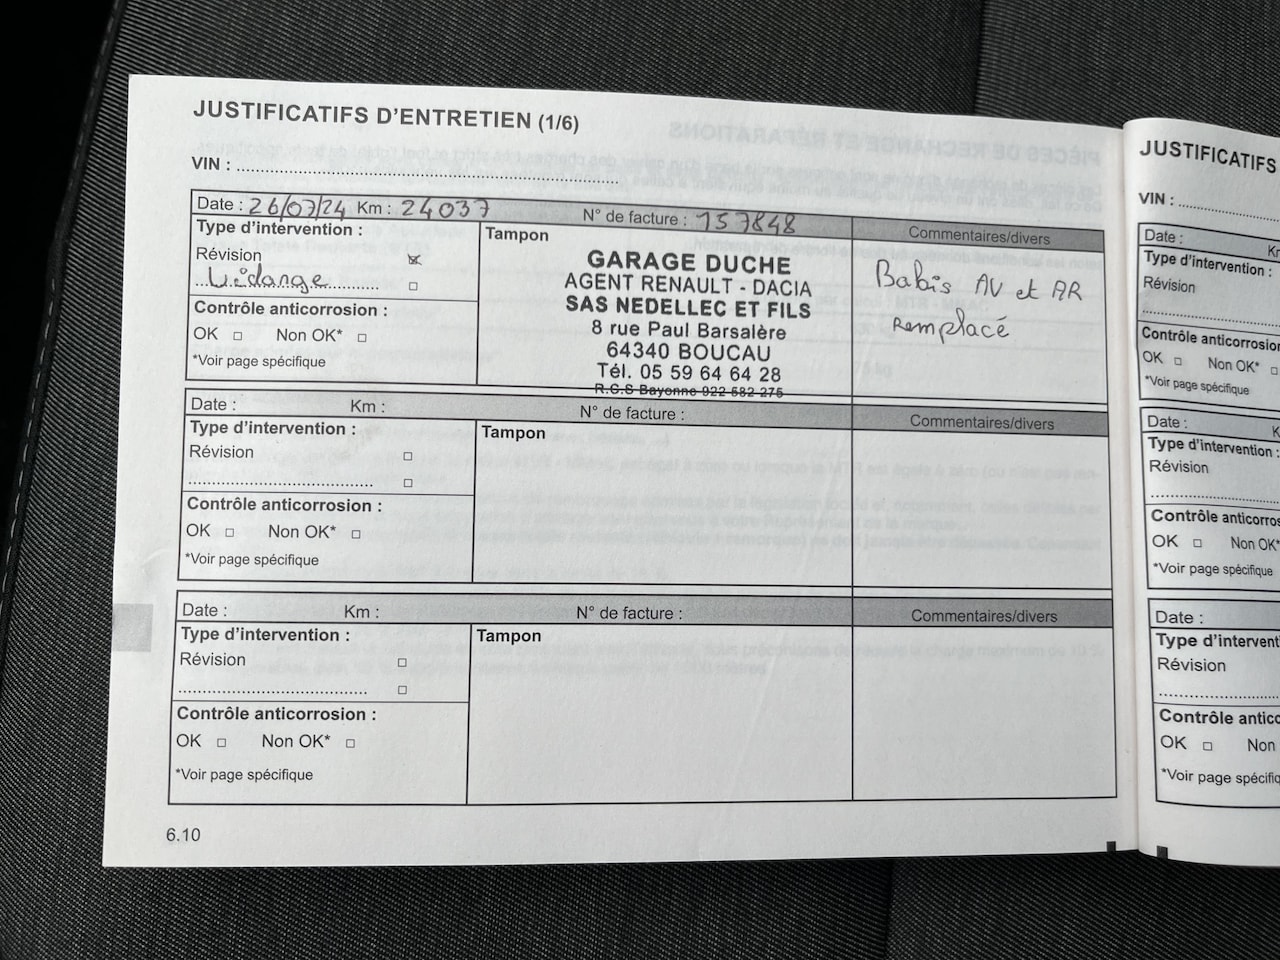 JUSTIFICATIFS D'ENTRETIEN (1/6)
VIN :
Date : 26/07/24 Km : 24037 N° de facture : 157848 Commentaires/divers
Type d'intervention :
Révision
Vidange
Contrôle anticorrosion :
OK Non OK*
*Voir page spécifique
Tampon
GARAGE DUCHE
AGENT RENAULT - DACIA
SAS NEDELLEC ET FILS
8 rue Paul Barsalère
64340 BOUCAU
Tél. 05 59 64 64 28
R.C.S Bayonne 922 582 275
Babis AV et AR
remplacé
Date : Km : N° de facture : Commentaires/divers
Type d'intervention :
Révision
Contrôle anticorrosion :
OK Non OK*
*Voir page spécifique
Tampon
Date : Km : N° de facture : Commentaires/divers
Type d'intervention :
Révision
Contrôle anticorrosion :
OK Non OK*
*Voir page spécifique
Tampon
6.10
JUSTIFICATIFS
VIN :
Date :
Type d'intervention :
Révision
Contrôle anticorrosion
OK Non OK*
*Voir page spécifique
Date :
Type d'intervention :
Révision
Contrôle anticorros
OK Non OK*
*Voir page spécifique
Date :
Type d'intervent
Révision
Contrôle antico
OK Non
*Voir page spécifiq